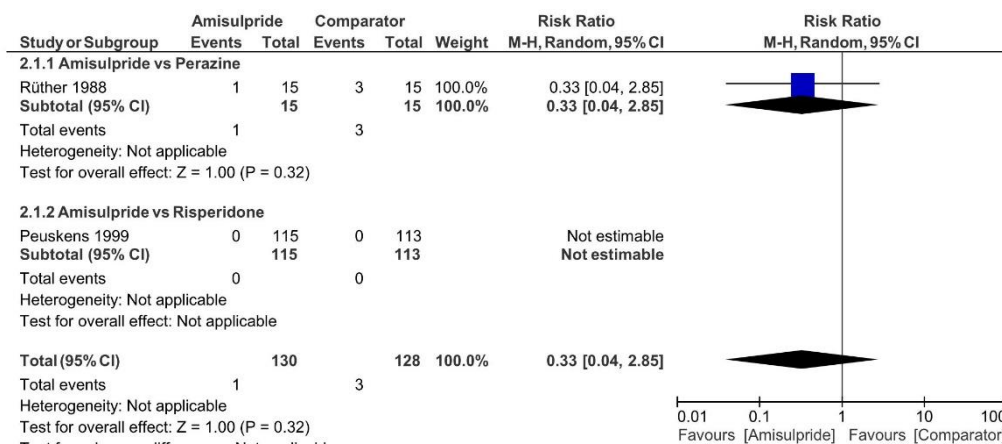 Amisulpride Comparator Risk Ratio Risk Ratio
Study or Subgroup Events Total Events Total Weight M-H, Random, 95% CI M-H, Random, 95% CI
2.1.1 Amisulpride vs Perazine
Rüther 1988 1 15 3 15 100.0% 0.33 [0.04, 2.85]
Subtotal (95% CI) 15 15 100.0% 0.33 [0.04, 2.85]
Total events 1 3
Heterogeneity: Not applicable
Test for overall effect: Z = 1.00 (P = 0.32)
2.1.2 Amisulpride vs Risperidone
Peuskens 1999 0 115 0 113 Not estimable
Subtotal (95% CI) 115 113 Not estimable
Total events 0 0
Heterogeneity: Not applicable
Test for overall effect: Not applicable
Total (95% CI) 130 128 100.0% 0.33 [0.04, 2.85]
Total events 1 3
Heterogeneity: Not applicable
Test for overall effect: Z = 1.00 (P = 0.32)
0.01 0.1 1 10 100
Favours [Amisulpride] Favours [Comparator